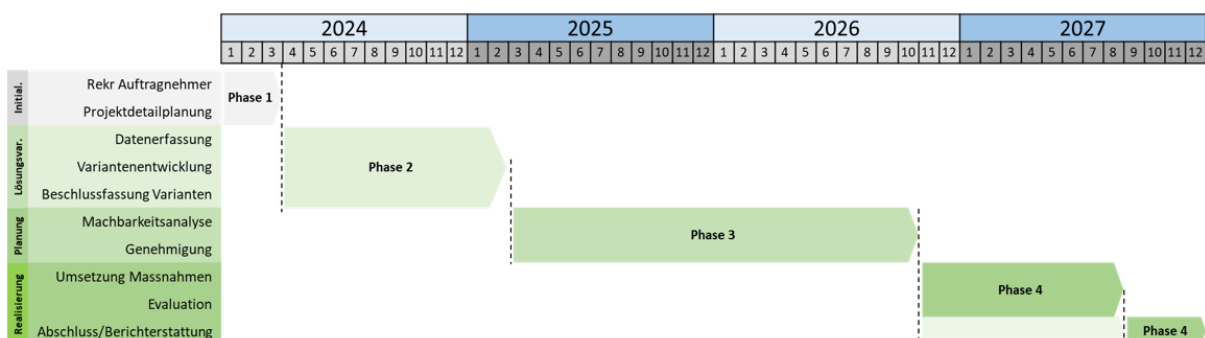 2024 2025 2026 2027
1 2 3 4 5 6 7 8 9 10 11 12 1 2 3 4 5 6 7 8 9 10 11 12 1 2 3 4 5 6 7 8 9 10 11 12 1 2 3 4 5 6 7 8 9 10 11 12
Initial.
Rekr Auftragnehmer
Phase 1
Projektdetailplanung
Lösungsvar.
Datenerfassung
Variantenentwicklung
Phase 2
Beschlussfassung Varianten
Planung
Machbarkeitsanalyse
Phase 3
Genehmigung
Realisierung
Umsetzung Massnahmen
Phase 4
Evaluation
Abschluss/Berichterstattung
Phase 4